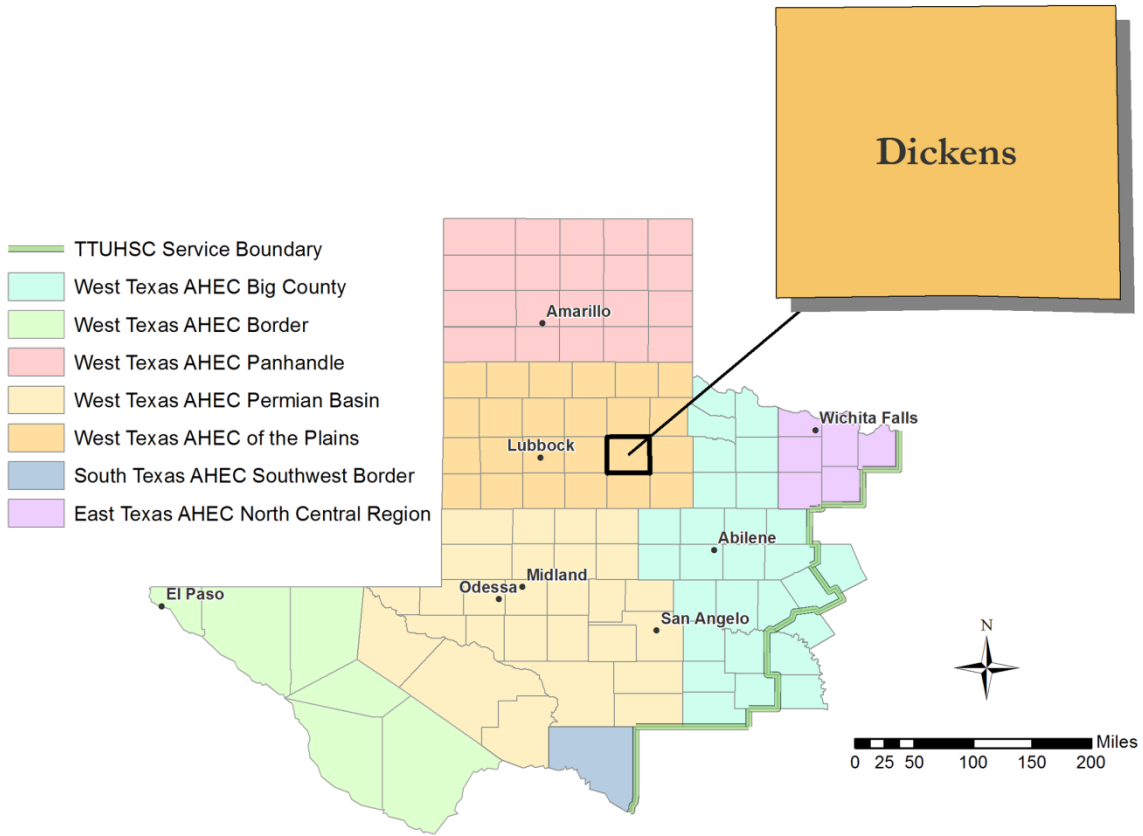 Dickens
TTUHSC Service Boundary
West Texas AHEC Big County
West Texas AHEC Border
West Texas AHEC Panhandle
West Texas AHEC Permian Basin
West Texas AHEC of the Plains
South Texas AHEC Southwest Border
East Texas AHEC North Central Region
Amarillo
Wichita Falls
Lubbock
Abilene
Midland
Odessa
El Paso
San Angelo
N
Miles
0 25 50 100 150 200